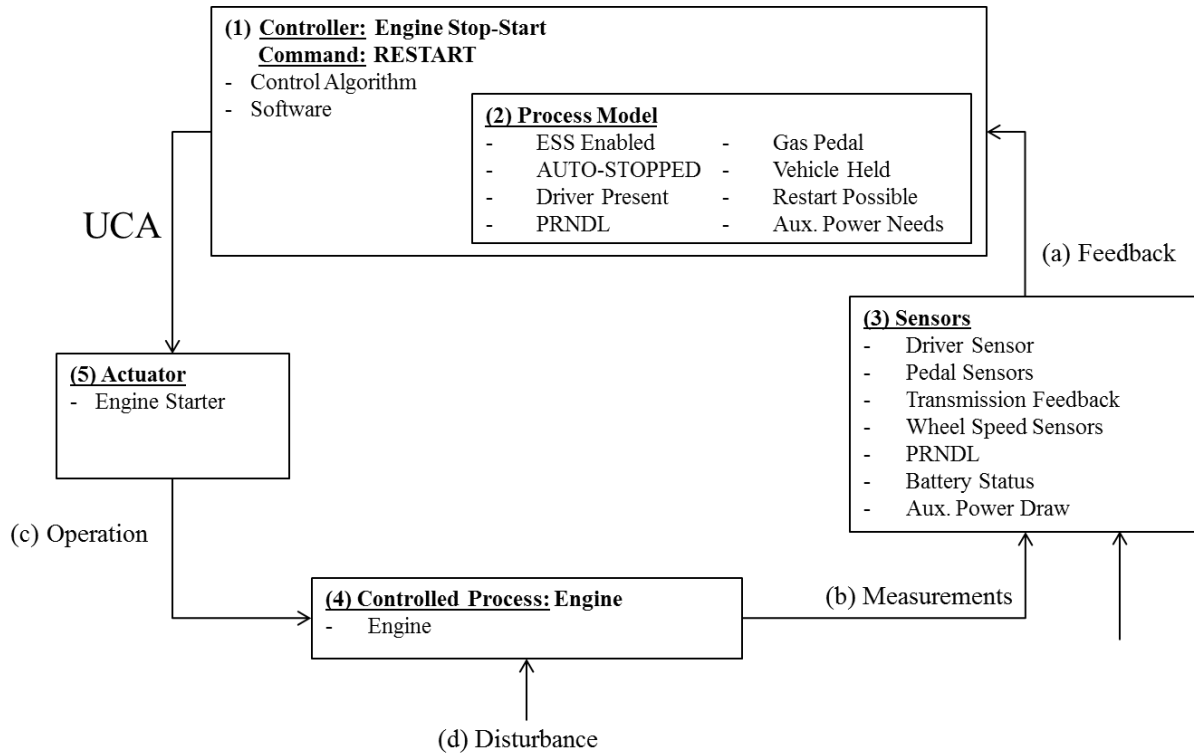 (1) Controller: Engine Stop-Start
Command: RESTART
- Control Algorithm
- Software
(2) Process Model
- ESS Enabled
- AUTO-STOPPED
- Driver Present
- PRNDL
- Gas Pedal
- Vehicle Held
- Restart Possible
- Aux. Power Needs
UCA
(a) Feedback
(3) Sensors
- Driver Sensor
- Pedal Sensors
- Transmission Feedback
- Wheel Speed Sensors
- PRNDL
- Battery Status
- Aux. Power Draw
(5) Actuator
- Engine Starter
(c) Operation
(4) Controlled Process: Engine
- Engine
(b) Measurements
(d) Disturbance